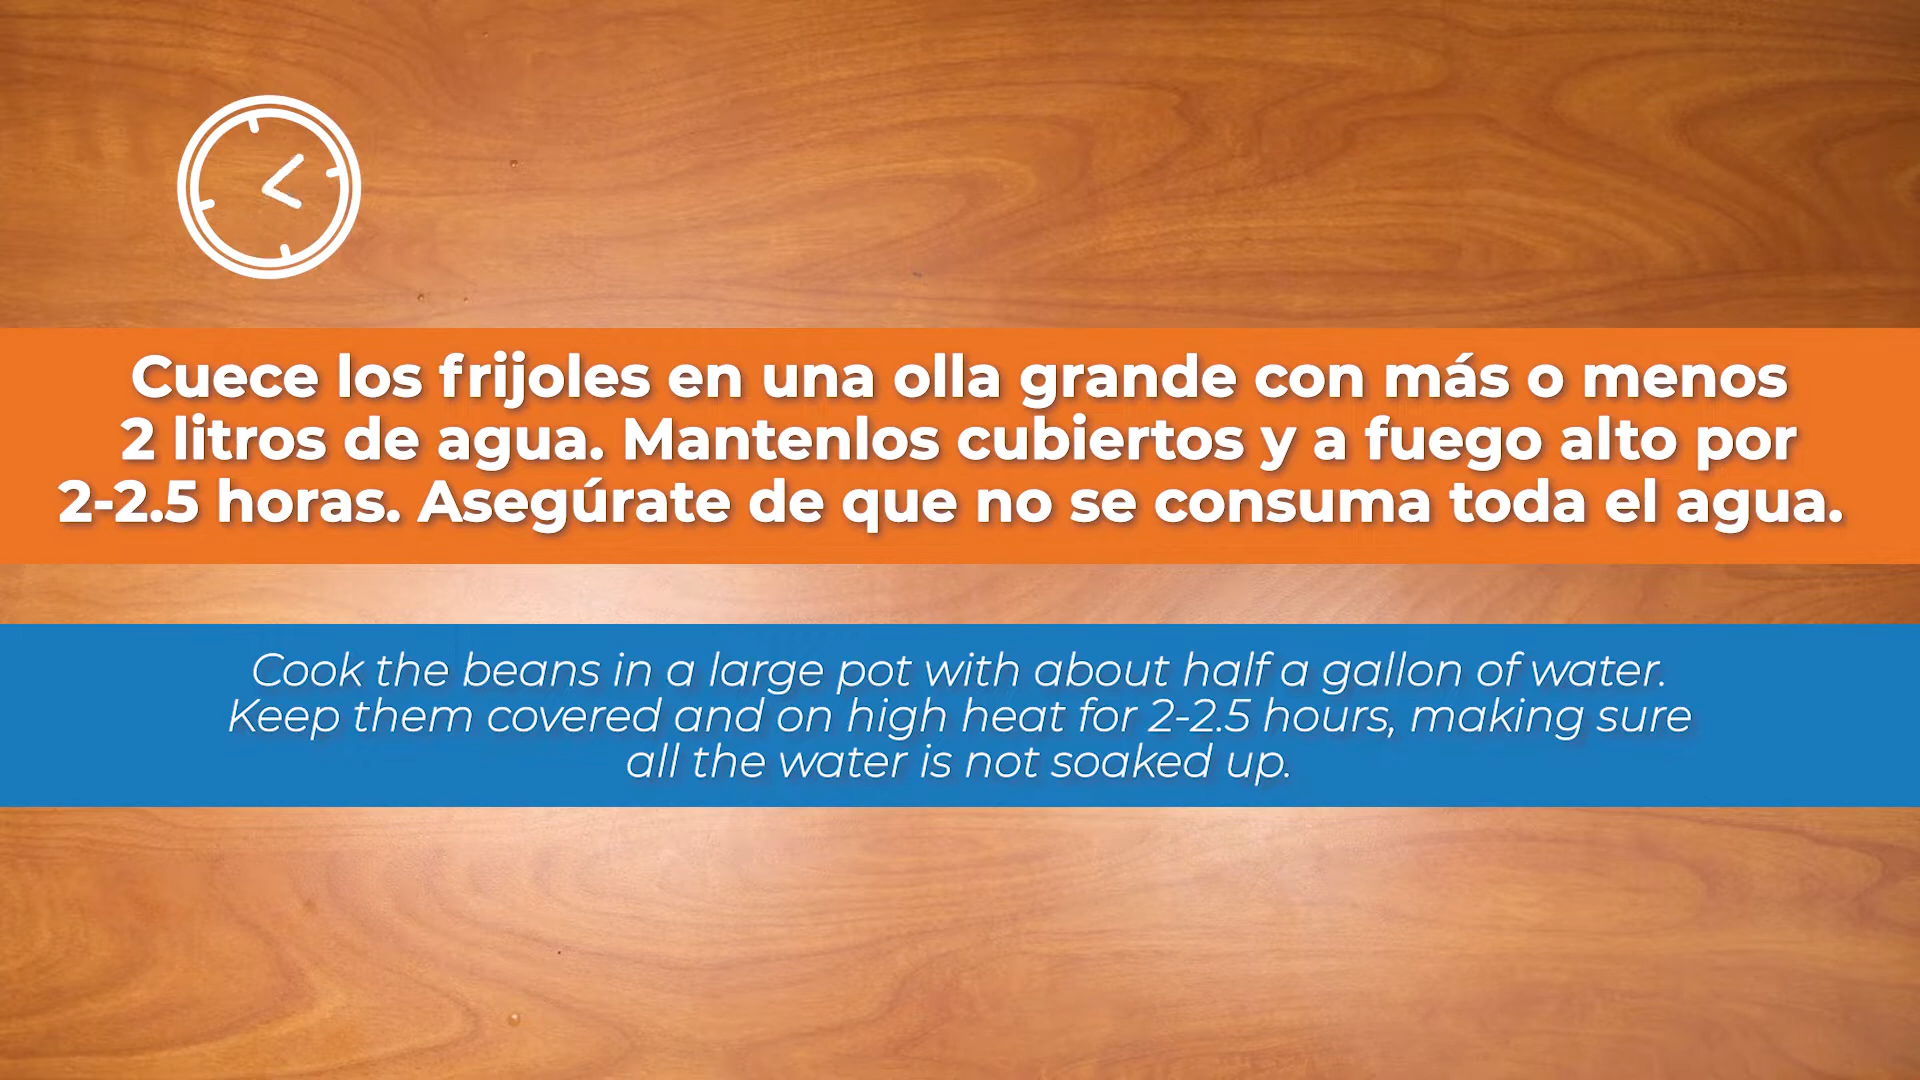 Cuece los frijoles en una olla grande con más o menos
2 litros de agua. Mantenlos cubiertos y a fuego alto por
2-2.5 horas. Asegúrate de que no se consuma toda el agua.
Cook the beans in a large pot with about half a gallon of water.
Keep them covered and on high heat for 2-2.5 hours, making sure
all the water is not soaked up.